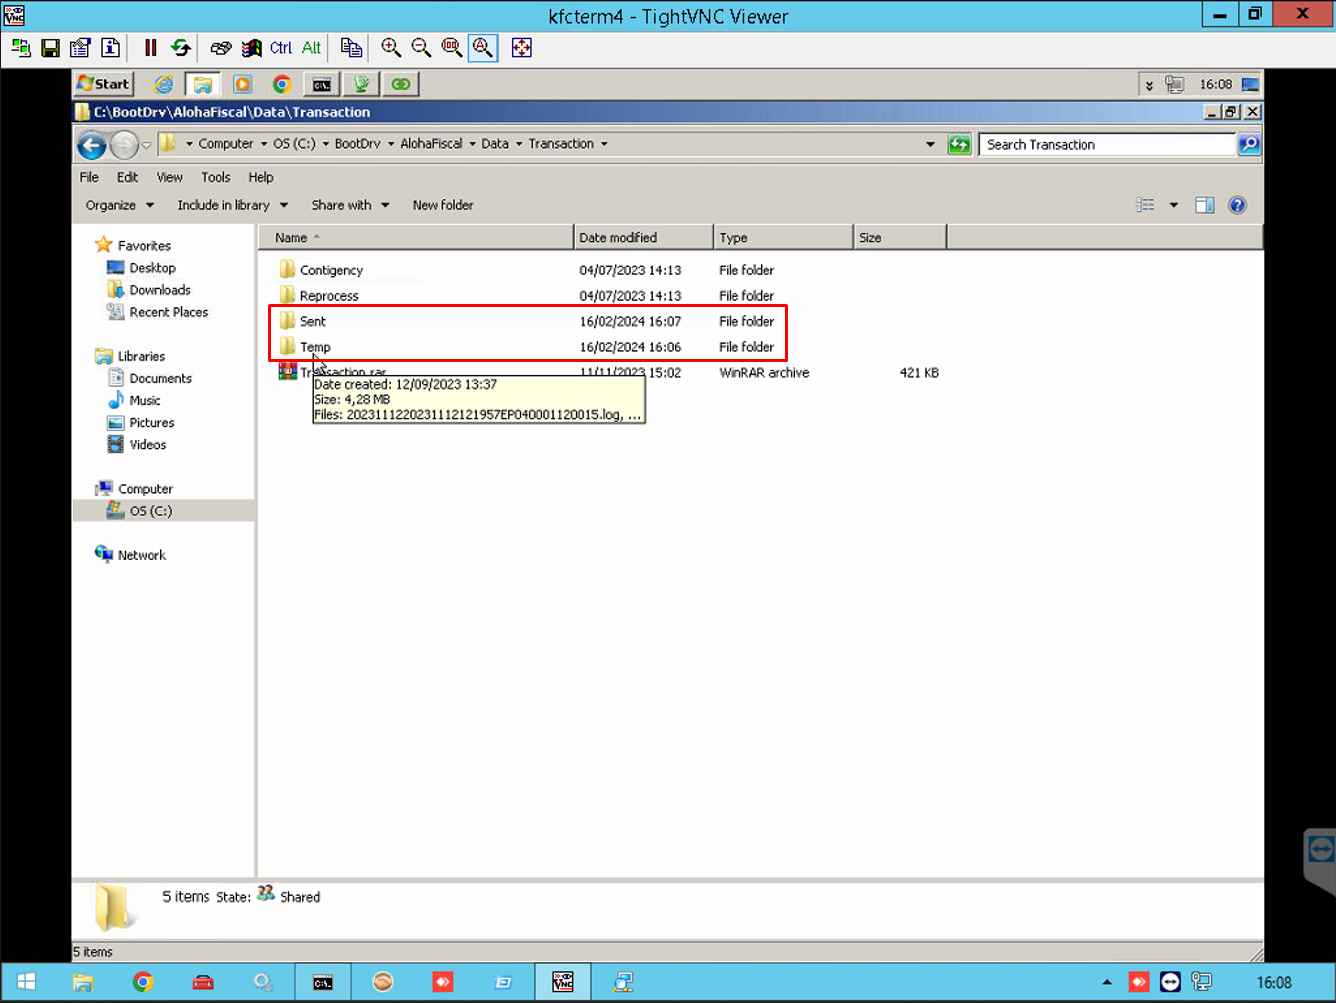 kfcterm4 - TightVNC Viewer
Ctrl Alt
Start
16:08
C:\BootDrv\AlohaFiscal\Data\Transaction
Computer OS (C:) BootDrv AlohaFiscal Data Transaction
Search Transaction
File Edit View Tools Help
Organize Include in library Share with New folder
Name Date modified Type Size
Favorites
Desktop
Downloads
Recent Places
Libraries
Documents
Music
Pictures
Videos
Computer
OS (C:)
Network
Contigency 04/07/2023 14:13 File folder
Reprocess 04/07/2023 14:13 File folder
Sent 16/02/2024 16:07 File folder
Temp 16/02/2024 16:06 File folder
Transaction.rar 11/11/2023 15:02 WinRAR archive 421 KB
Date created: 12/09/2023 13:37
Size: 4,28 MB
Files: 2023111220231112121957EP040001120015.log, ...
5 items State: Shared
5 items
16:08